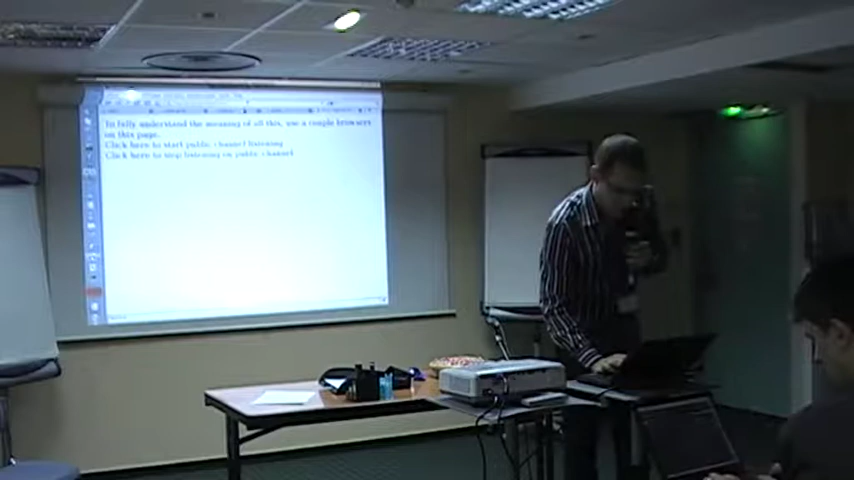 To fully understand the meaning of all this, use a couple browsers
on this page.
Click here to start public channel listening
Click here to stop listening on public channel